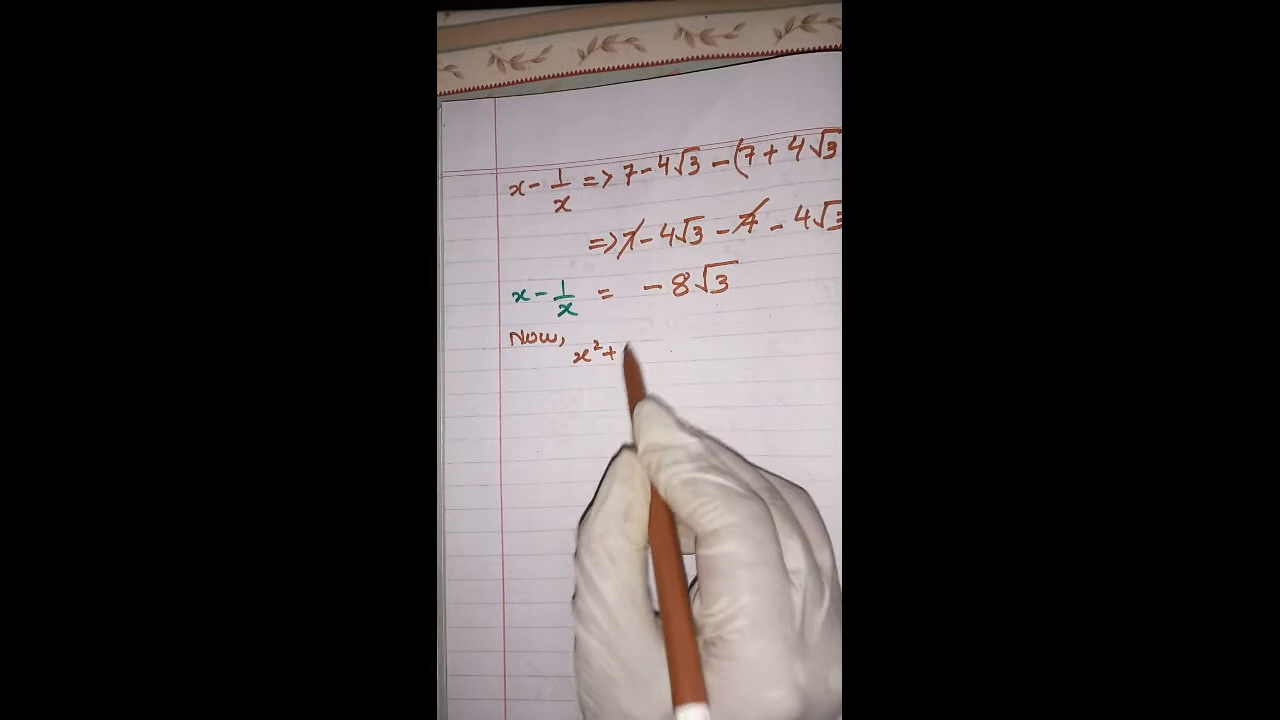 x - 1/x => 7 - 4√3 - (7 + 4√3
=> 7 - 4√3 - 7 - 4√3
x - 1/x = - 8√3
Now,
x² +